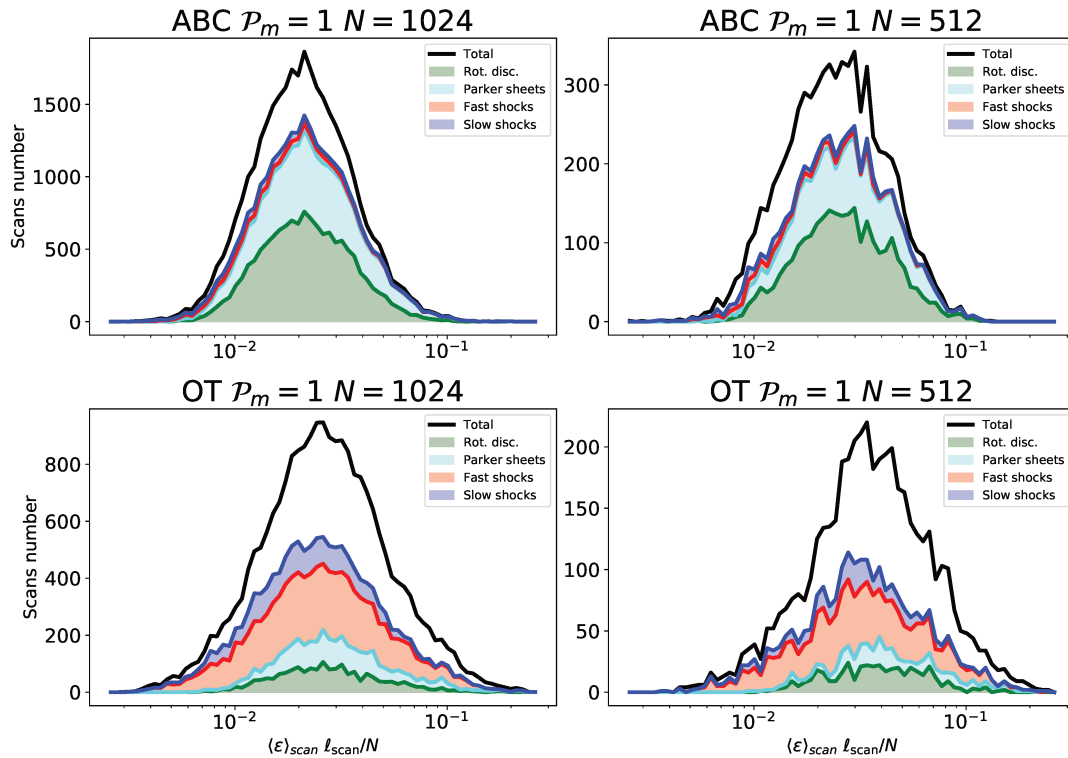 ABC 𝒫ₘ = 1 N = 1024
Scans number
1500
1000
500
0
10⁻²
10⁻¹
Total
Rot. disc.
Parker sheets
Fast shocks
Slow shocks
ABC 𝒫ₘ = 1 N = 512
300
200
100
0
10⁻²
10⁻¹
Total
Rot. disc.
Parker sheets
Fast shocks
Slow shocks
OT 𝒫ₘ = 1 N = 1024
Scans number
800
600
400
200
0
10⁻²
10⁻¹
⟨ε⟩scan ℓscan/N
Total
Rot. disc.
Parker sheets
Fast shocks
Slow shocks
OT 𝒫ₘ = 1 N = 512
200
150
100
50
0
10⁻²
10⁻¹
⟨ε⟩scan ℓscan/N
Total
Rot. disc.
Parker sheets
Fast shocks
Slow shocks